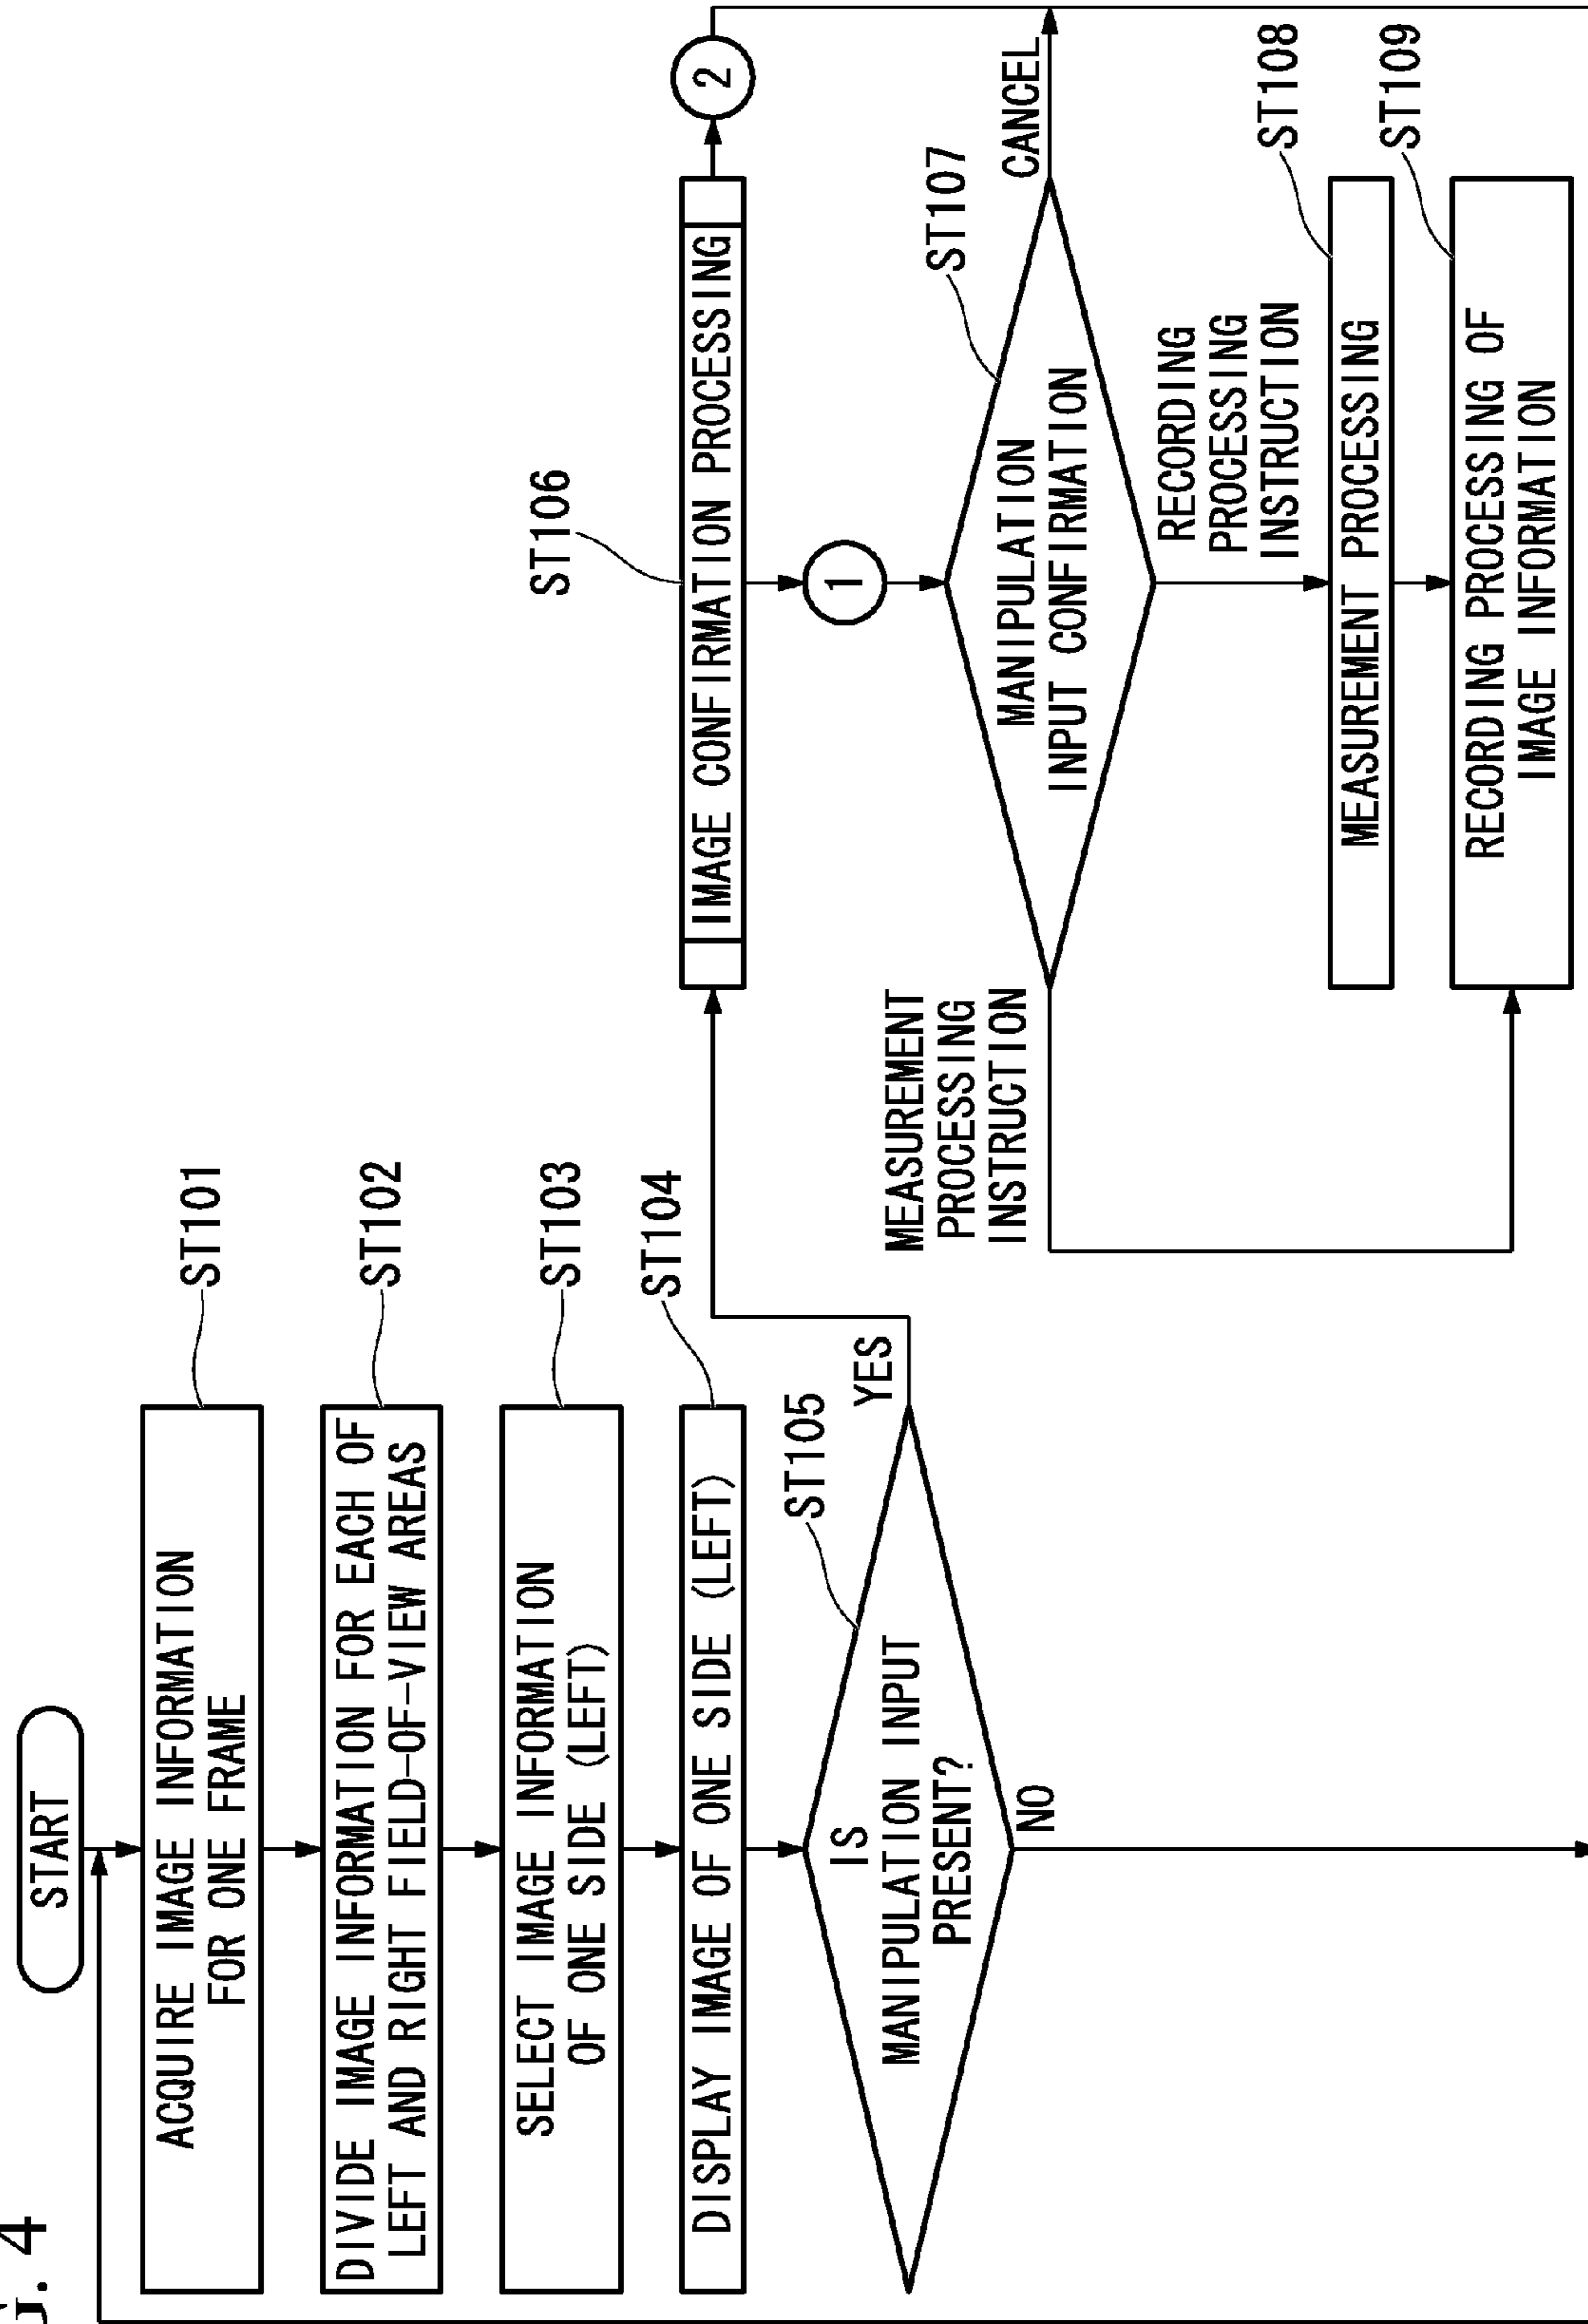 G. 4
START
ACQUIRE IMAGE INFORMATION
FOR ONE FRAME
ST101
DIVIDE IMAGE INFORMATION FOR EACH OF
LEFT AND RIGHT FIELD-OF-VIEW AREAS
ST102
SELECT IMAGE INFORMATION
OF ONE SIDE (LEFT)
ST103
DISPLAY IMAGE OF ONE SIDE (LEFT)
ST104
IS
MANIPULATION INPUT
PRESENT?
ST105
YES
NO
ST106
IMAGE CONFIRMATION PROCESSING
2
1
ST107
MANIPULATION
INPUT CONFIRMATION
CANCEL
MEASUREMENT
PROCESSING
INSTRUCTION
RECORDING
PROCESSING
INSTRUCTION
ST108
MEASUREMENT PROCESSING
ST109
RECORDING PROCESSING OF
IMAGE INFORMATION